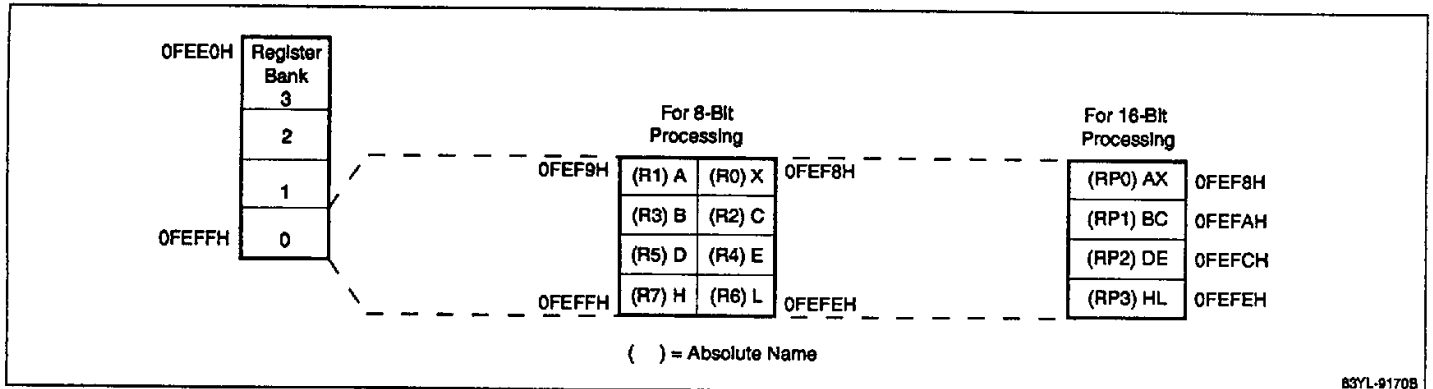 0FEE0H
Register
Bank
3
2
1
0FEFFH
0
For 8-Bit
Processing
0FEF9H
(R1) A
(R0) X
0FEF8H
(R3) B
(R2) C
(R5) D
(R4) E
0FEFFH
(R7) H
(R6) L
0FEFEH
For 16-Bit
Processing
(RP0) AX
0FEF8H
(RP1) BC
0FEFAH
(RP2) DE
0FEFCH
(RP3) HL
0FEFEH
( ) = Absolute Name
83YL-9170B